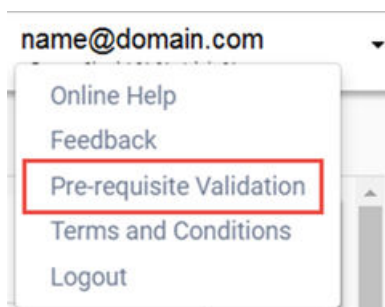 name@domain.com
Online Help
Feedback
Pre-requisite Validation
Terms and Conditions
Logout